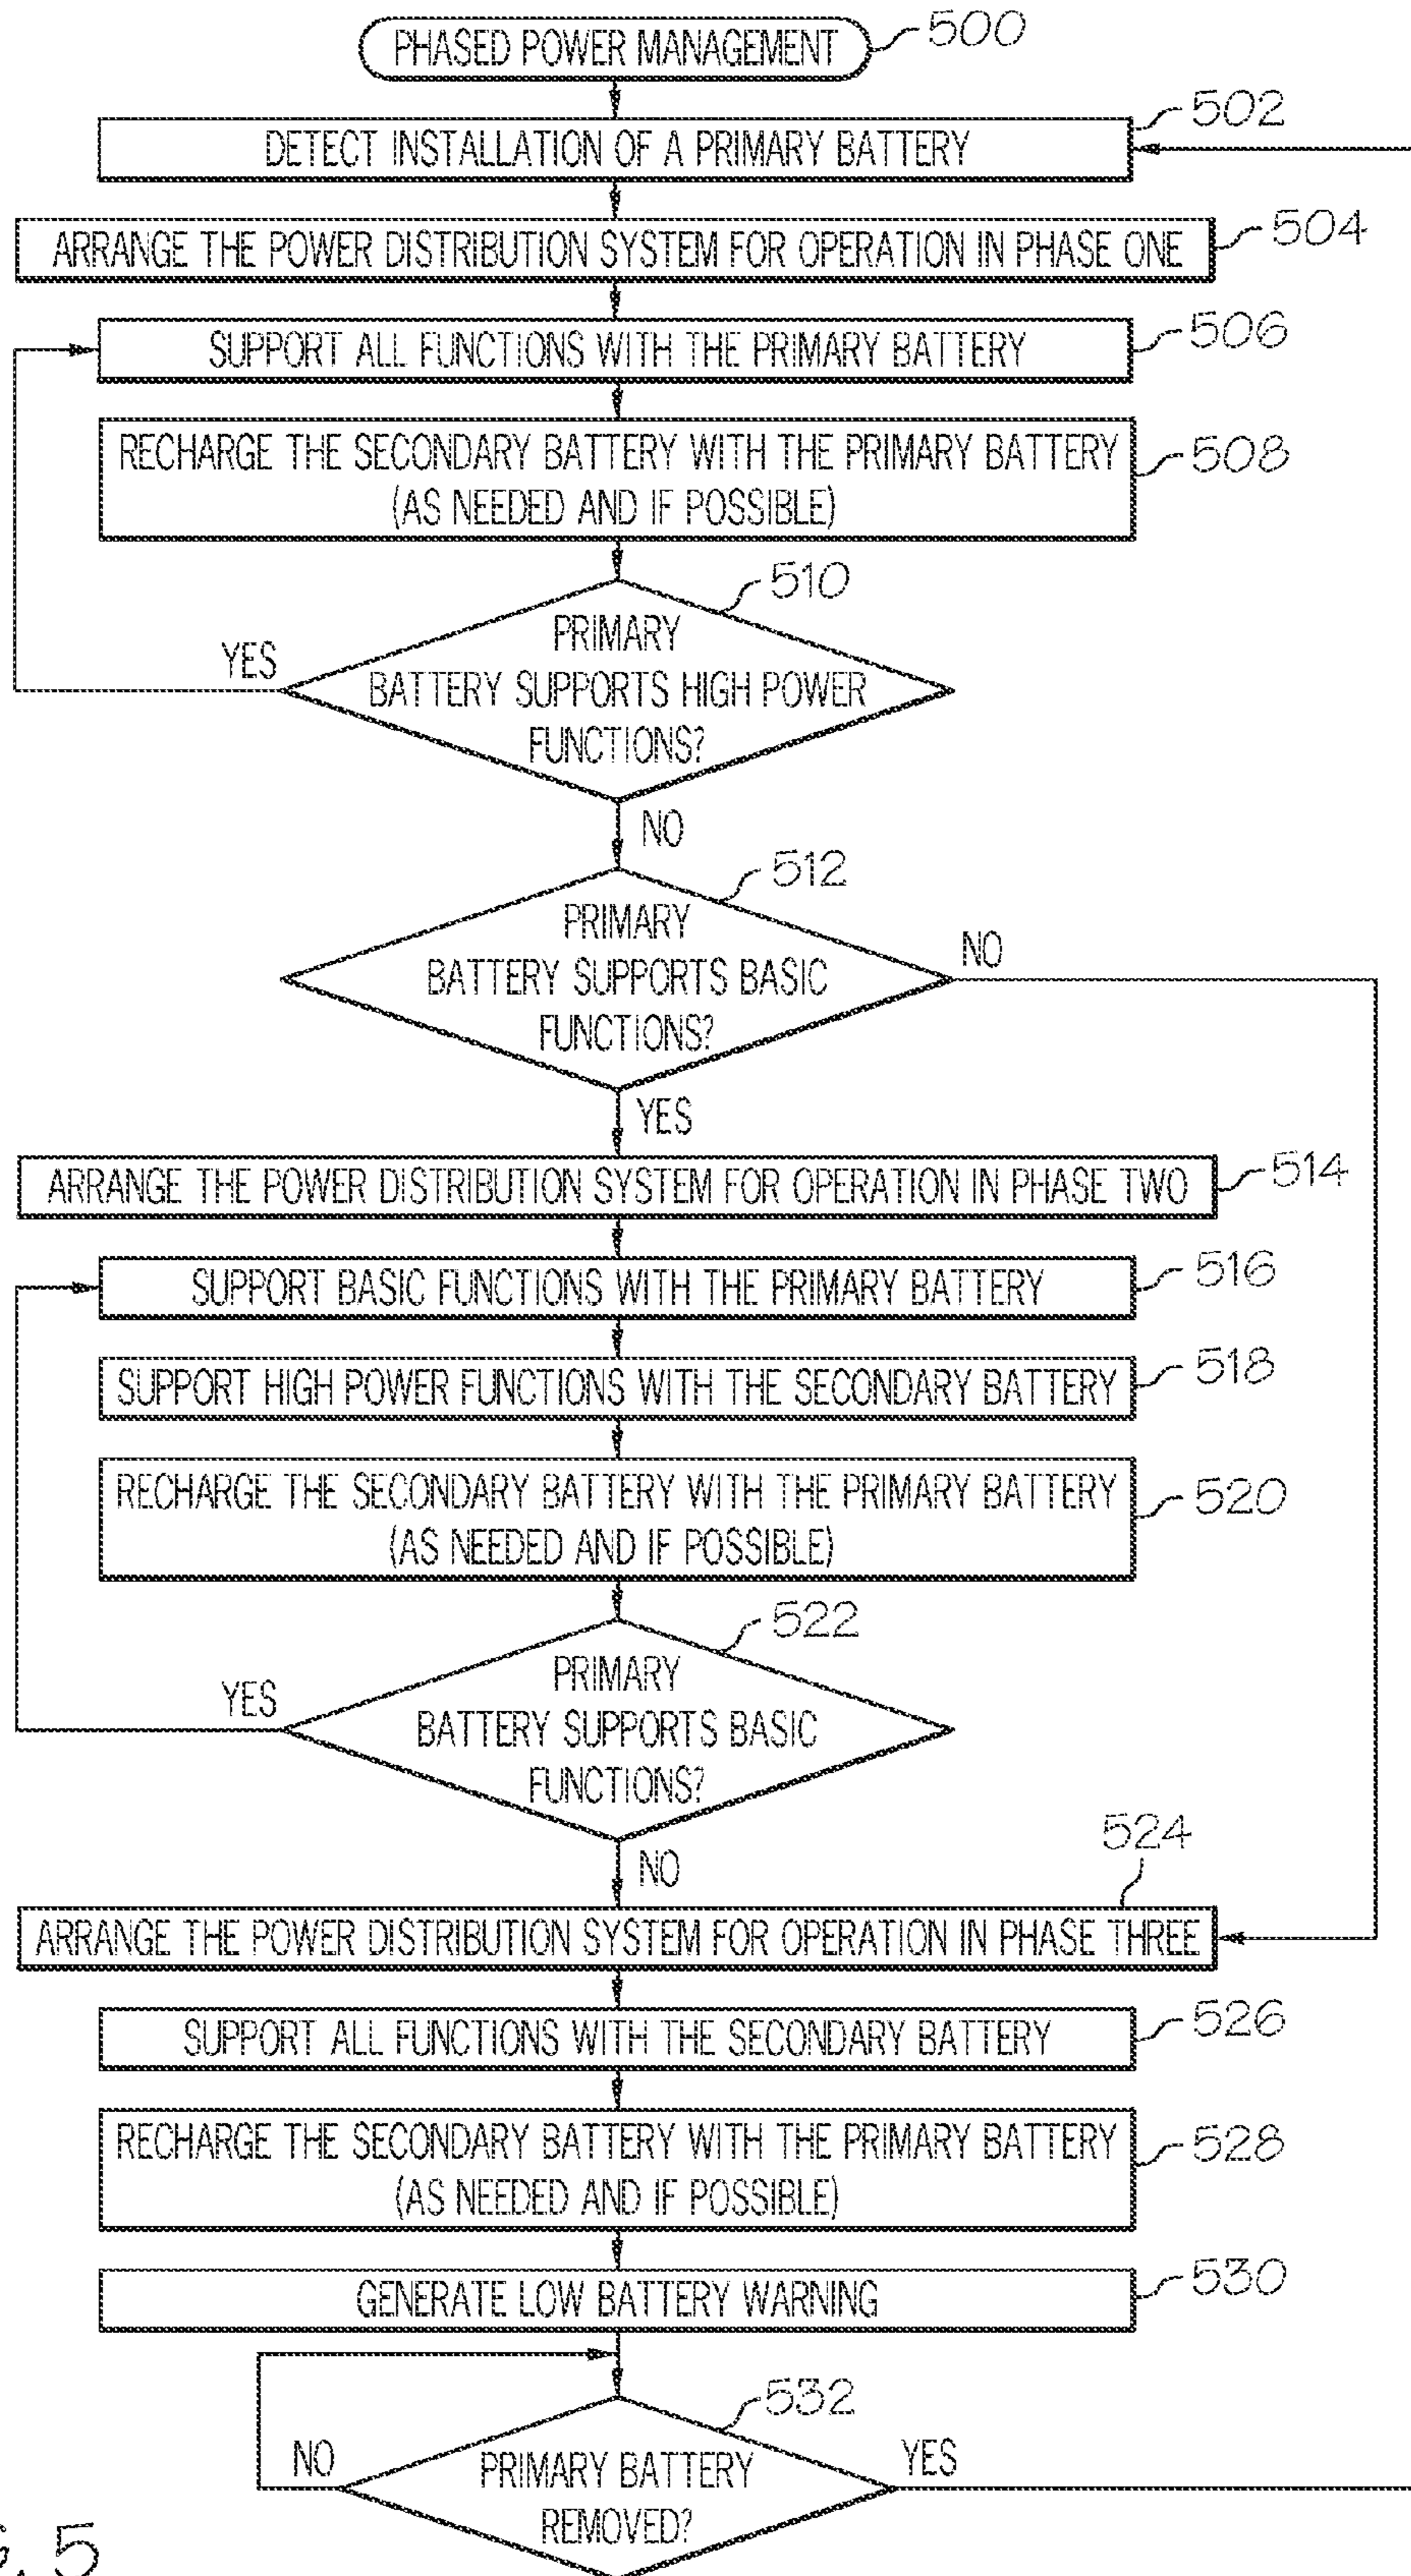 PHASED POWER MANAGEMENT
500
502
DETECT INSTALLATION OF A PRIMARY BATTERY
504
ARRANGE THE POWER DISTRIBUTION SYSTEM FOR OPERATION IN PHASE ONE
506
SUPPORT ALL FUNCTIONS WITH THE PRIMARY BATTERY
RECHARGE THE SECONDARY BATTERY WITH THE PRIMARY BATTERY
(AS NEEDED AND IF POSSIBLE)
508
510
PRIMARY
BATTERY SUPPORTS HIGH POWER
FUNCTIONS?
YES
NO
512
PRIMARY
BATTERY SUPPORTS BASIC
FUNCTIONS?
NO
YES
514
ARRANGE THE POWER DISTRIBUTION SYSTEM FOR OPERATION IN PHASE TWO
516
SUPPORT BASIC FUNCTIONS WITH THE PRIMARY BATTERY
518
SUPPORT HIGH POWER FUNCTIONS WITH THE SECONDARY BATTERY
RECHARGE THE SECONDARY BATTERY WITH THE PRIMARY BATTERY
(AS NEEDED AND IF POSSIBLE)
520
522
PRIMARY
BATTERY SUPPORTS BASIC
FUNCTIONS?
YES
NO
524
ARRANGE THE POWER DISTRIBUTION SYSTEM FOR OPERATION IN PHASE THREE
526
SUPPORT ALL FUNCTIONS WITH THE SECONDARY BATTERY
RECHARGE THE SECONDARY BATTERY WITH THE PRIMARY BATTERY
(AS NEEDED AND IF POSSIBLE)
528
530
GENERATE LOW BATTERY WARNING
532
PRIMARY BATTERY
REMOVED?
NO
YES
5